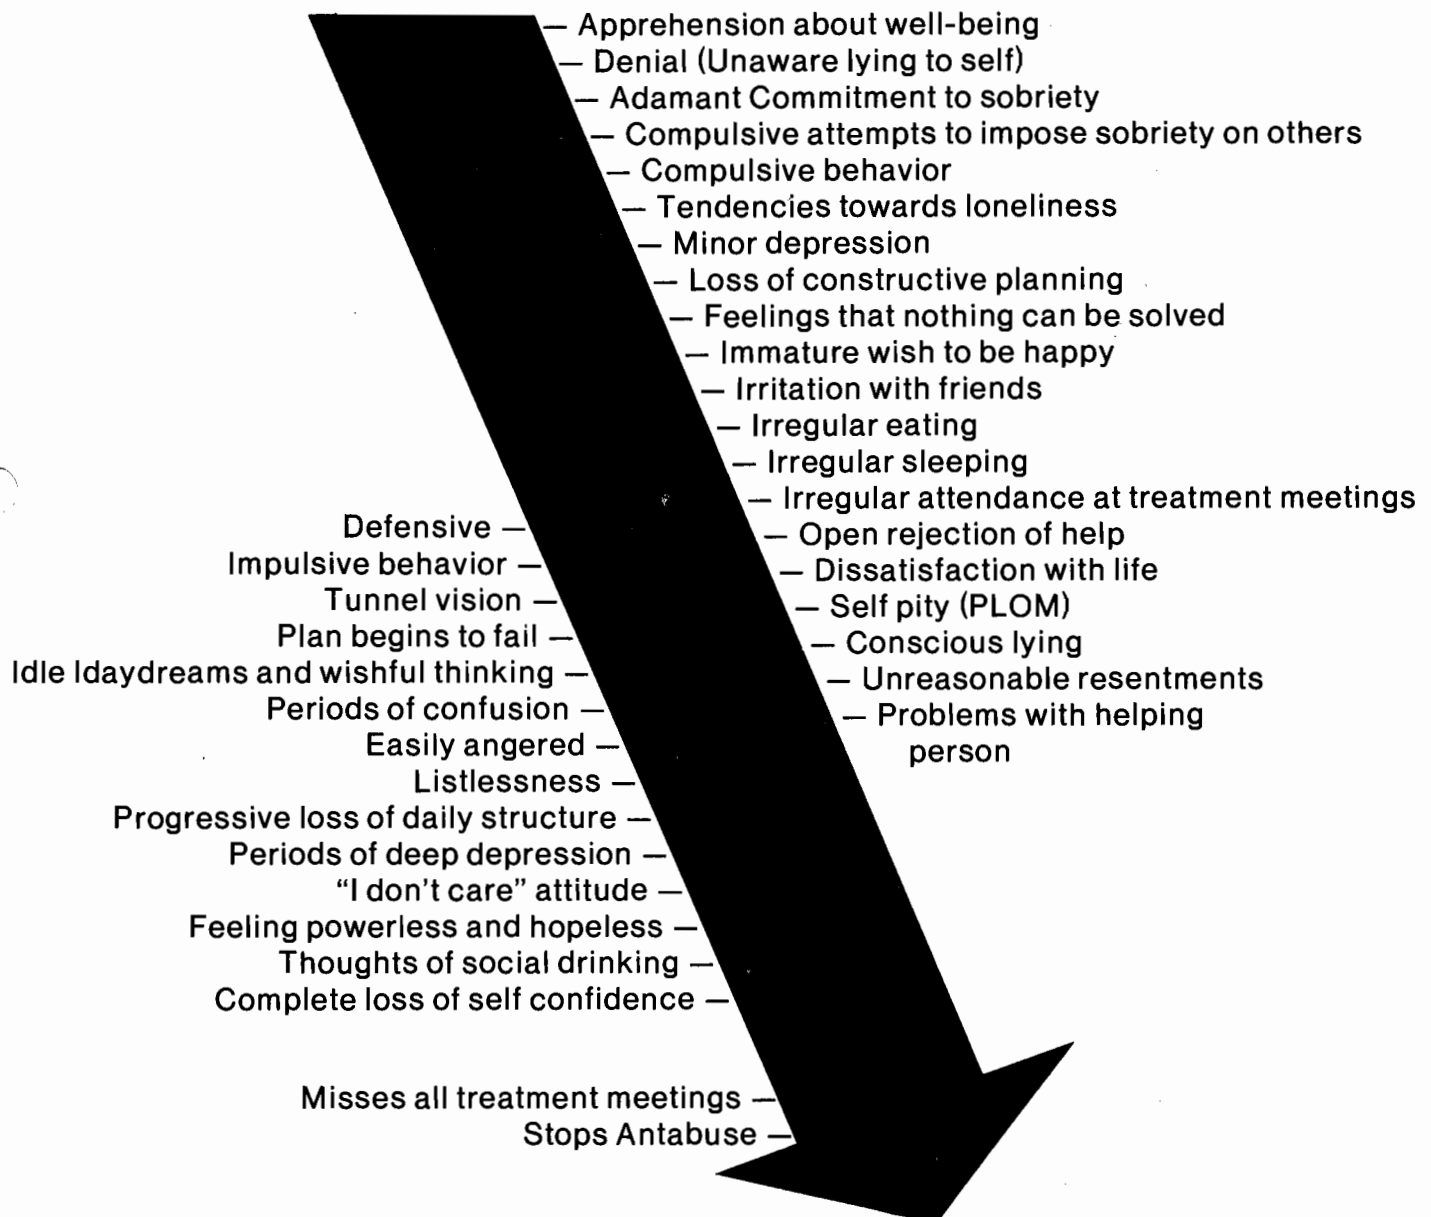 — Apprehension about well-being
— Denial (Unaware lying to self)
— Adamant Commitment to sobriety
— Compulsive attempts to impose sobriety on others
— Compulsive behavior
— Tendencies towards loneliness
— Minor depression
— Loss of constructive planning
— Feelings that nothing can be solved
— Immature wish to be happy
— Irritation with friends
— Irregular eating
— Irregular sleeping
— Irregular attendance at treatment meetings
— Open rejection of help
— Dissatisfaction with life
— Self pity (PLOM)
— Conscious lying
— Unreasonable resentments
— Problems with helping
person
Defensive —
Impulsive behavior —
Tunnel vision —
Plan begins to fail —
Idle Idaydreams and wishful thinking —
Periods of confusion —
Easily angered —
Listlessness —
Progressive loss of daily structure —
Periods of deep depression —
“I don't care” attitude —
Feeling powerless and hopeless —
Thoughts of social drinking —
Complete loss of self confidence —
Misses all treatment meetings —
Stops Antabuse —